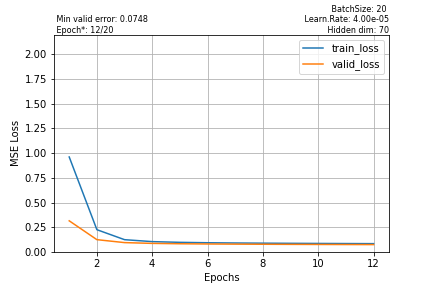 Min valid error: 0.0748
Epoch*: 12/20
BatchSize: 20
Learn.Rate: 4.00e-05
Hidden dim: 70
train_loss
valid_loss
MSE Loss
2.00
1.75
1.50
1.25
1.00
0.75
0.50
0.25
0.00
2 4 6 8 10 12
Epochs